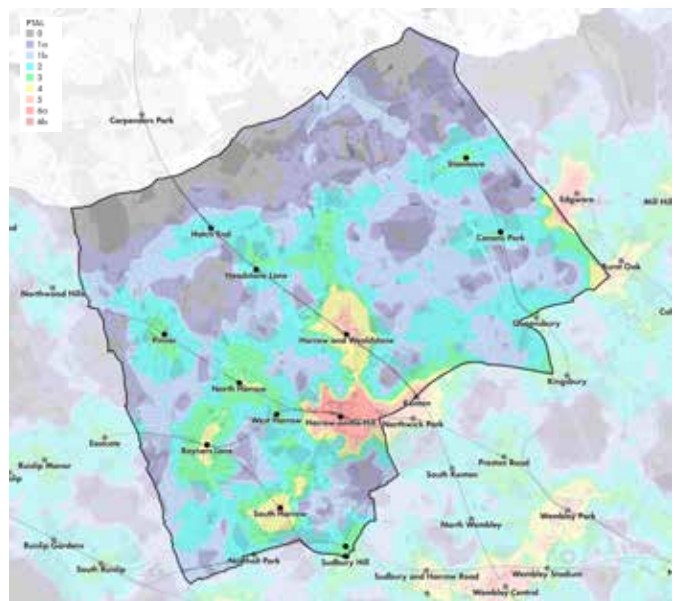 PTAL
0
1a
1b
2
3
4
5
6a
6b
Carpenders Park
Stanmore
Edgware
Mill Hill
Hatch End
Canons Park
Burnt Oak
Headstone Lane
Northwood Hills
Queensbury
Pinner
Harrow and Wealdstone
Kingsbury
North Harrow
Kenton
West Harrow
Harrow-on-the-Hill
Northwick Park
Eastcote
Rayners Lane
Ruislip Manor
Preston Road
South Kenton
South Harrow
Wembley Park
North Wembley
Ruislip Gardens
Northolt Park
Sudbury Hill
South Ruislip
Sudbury and Harrow Road
Wembley Stadium
Wembley Central